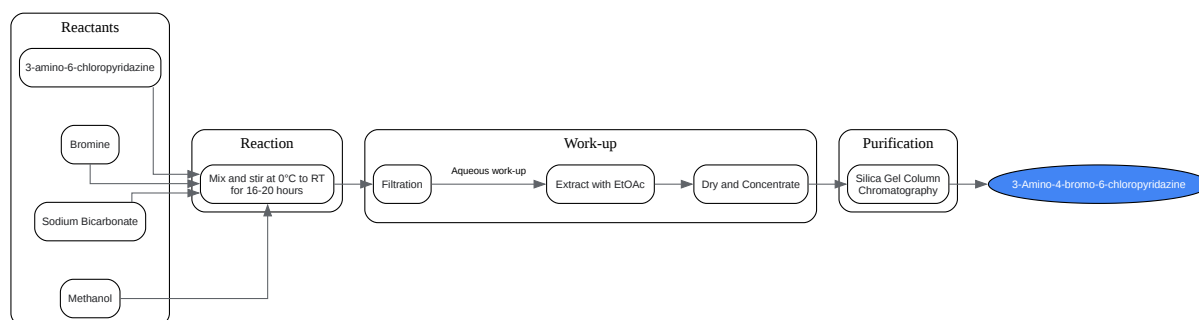 Reactants
3-amino-6-chloropyridazine
Bromine
Sodium Bicarbonate
Methanol
Reaction
Mix and stir at 0°C to RT
for 16-20 hours
Work-up
Filtration
Aqueous work-up
Extract with EtOAc
Dry and Concentrate
Purification
Silica Gel Column
Chromatography
3-Amino-4-bromo-6-chloropyridazine